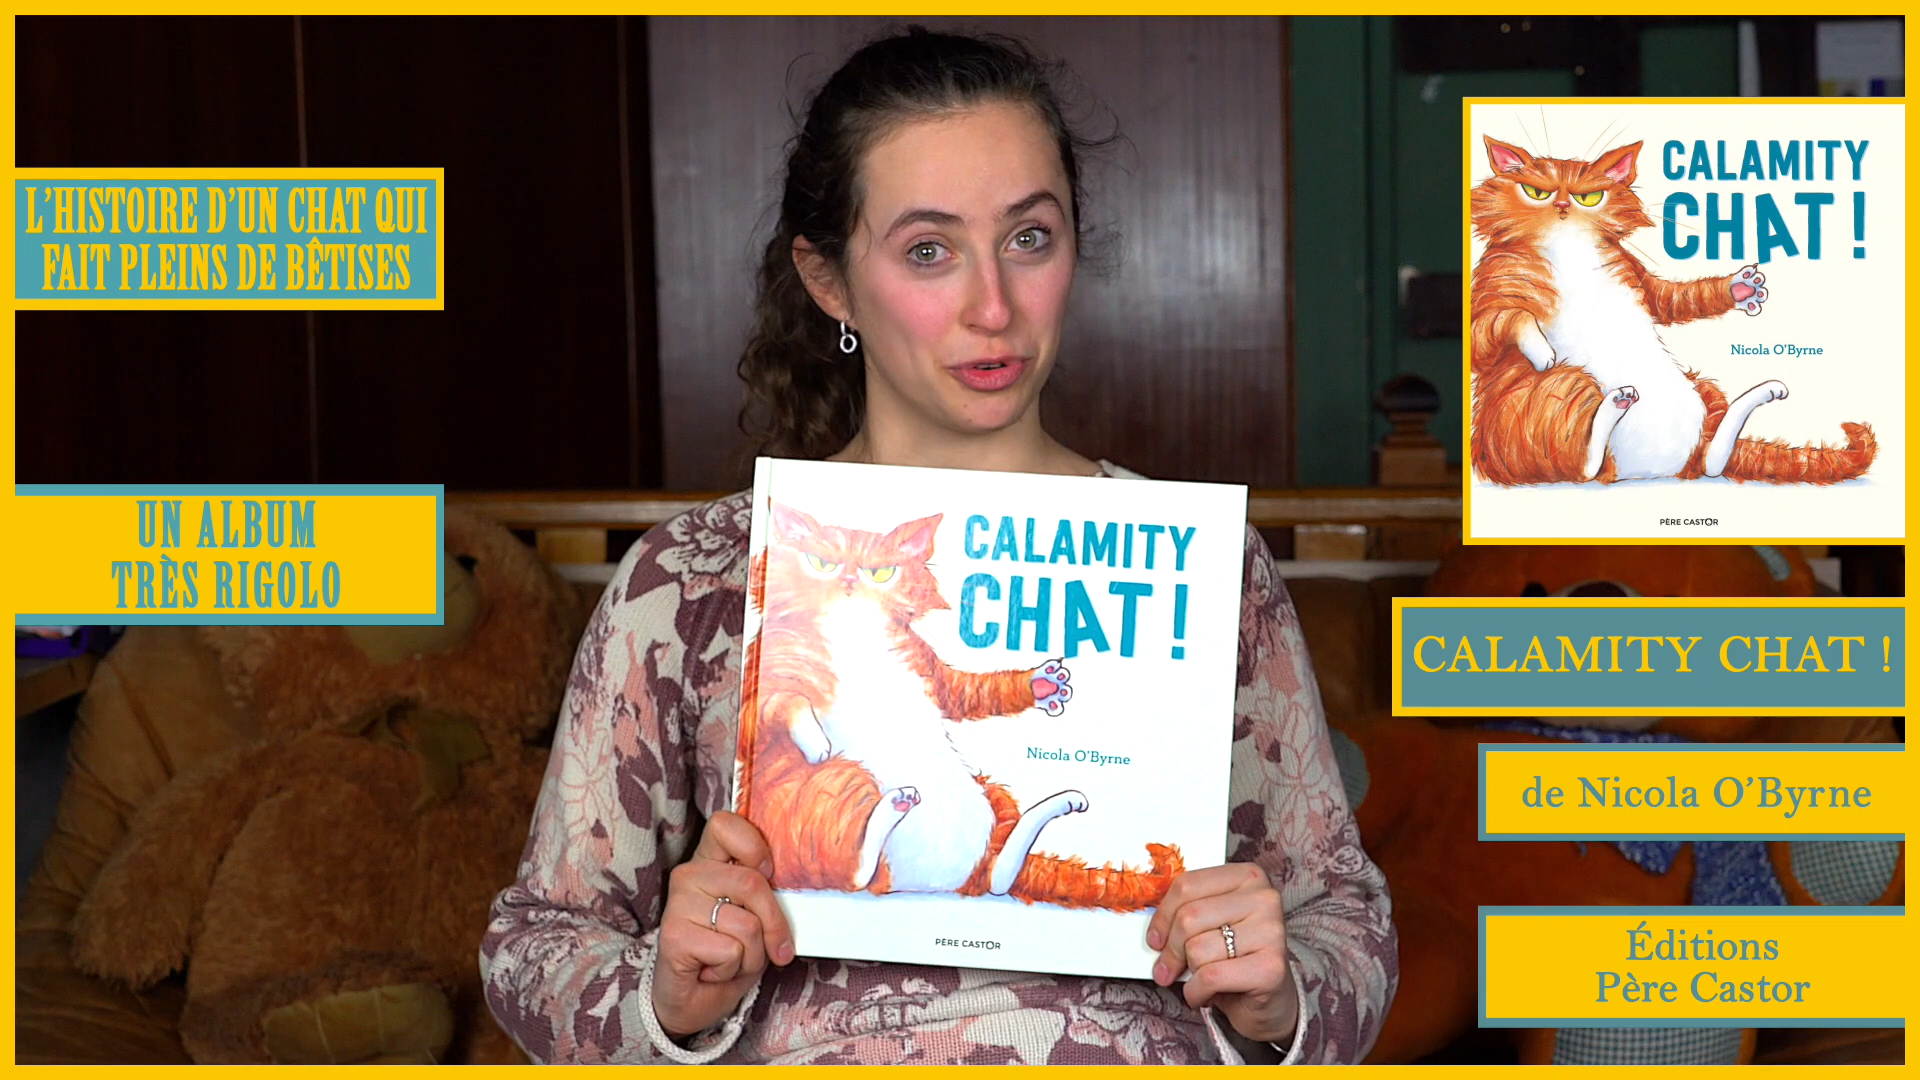 L'HISTOIRE D'UN CHAT QUI
FAIT PLEINS DE BÊTISES
UN ALBUM
TRÈS RIGOLO
CALAMITY
CHAT !
Nicola O'Byrne
PÈRE CASTOR
CALAMITY
CHAT !
Nicola O'Byrne
PÈRE CASTOR
CALAMITY CHAT !
de Nicola O'Byrne
Éditions
Père Castor